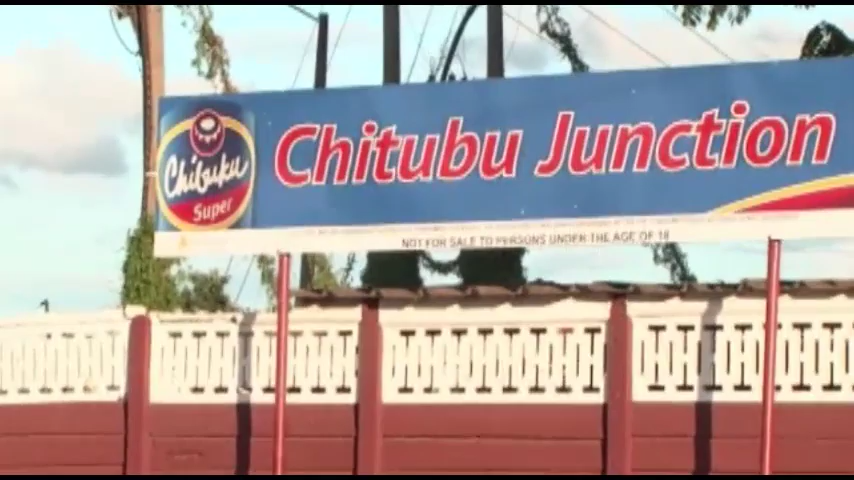 Chibuku
Super
Chitubu Junction
NOT FOR SALE TO PERSONS UNDER THE AGE OF 18